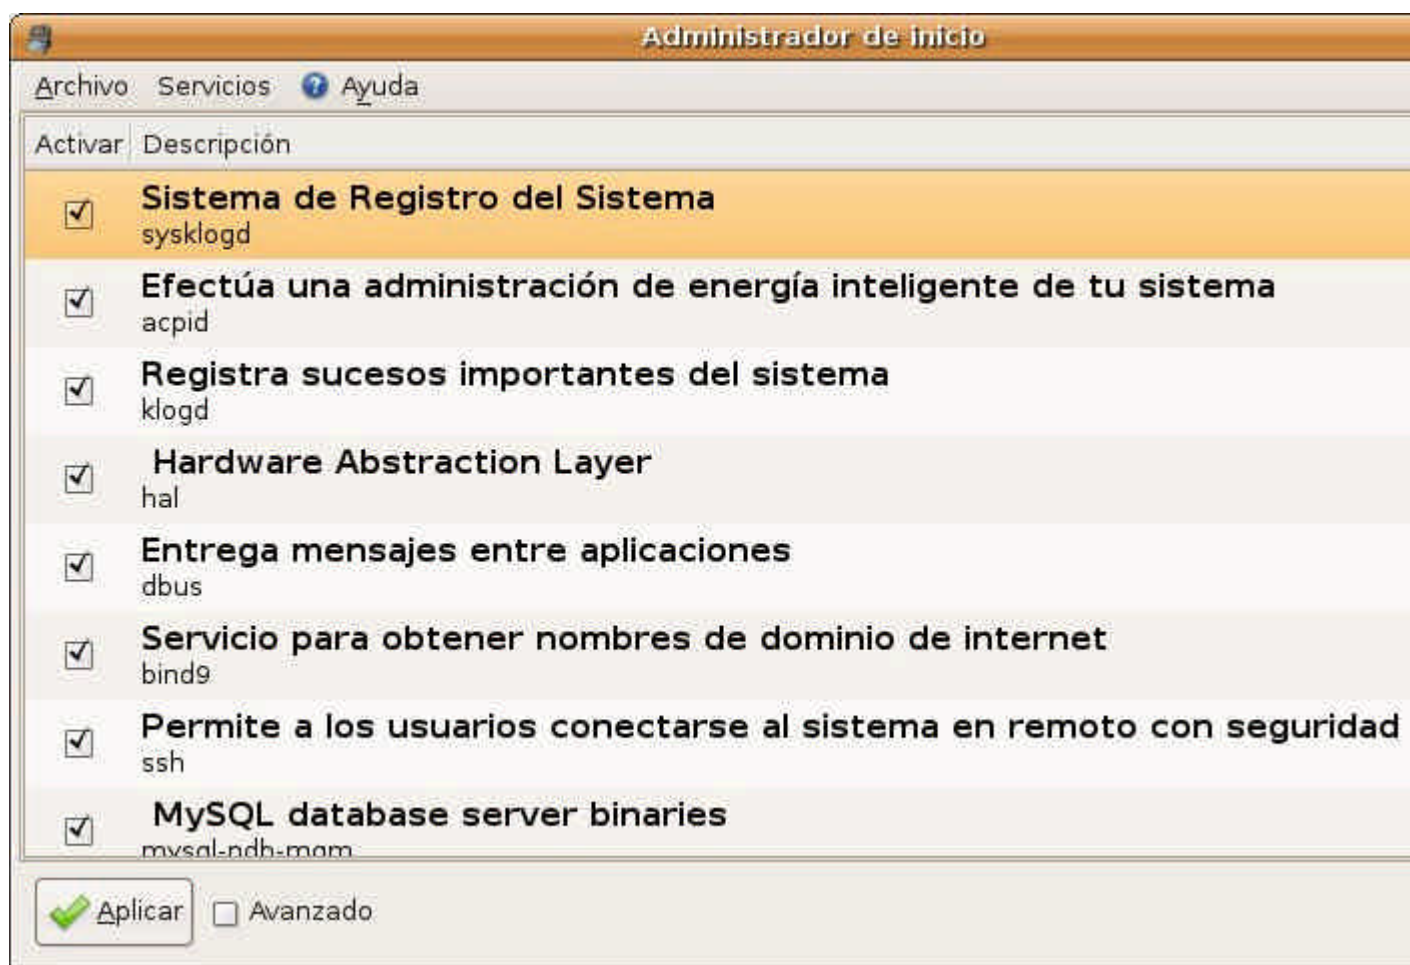 Administrador de inicio
Archivo Servicios Ayuda
Activar Descripción
Sistema de Registro del Sistema
sysklogd
Efectúa una administración de energía inteligente de tu sistema
acpid
Registra sucesos importantes del sistema
klogd
Hardware Abstraction Layer
hal
Entrega mensajes entre aplicaciones
dbus
Servicio para obtener nombres de dominio de internet
bind9
Permite a los usuarios conectarse al sistema en remoto con seguridad
ssh
MySQL database server binaries
mysql-ndb-mgm
Aplicar Avanzado